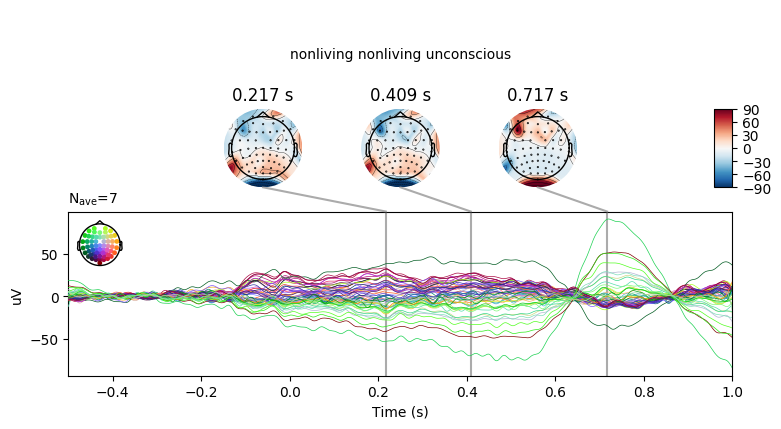 nonliving nonliving unconscious
0.217 s 0.409 s 0.717 s
90
60
30
0
−30
−60
−90
Nave=7
50
0
−50
uV
−0.4 −0.2 0.0 0.2 0.4 0.6 0.8 1.0
Time (s)